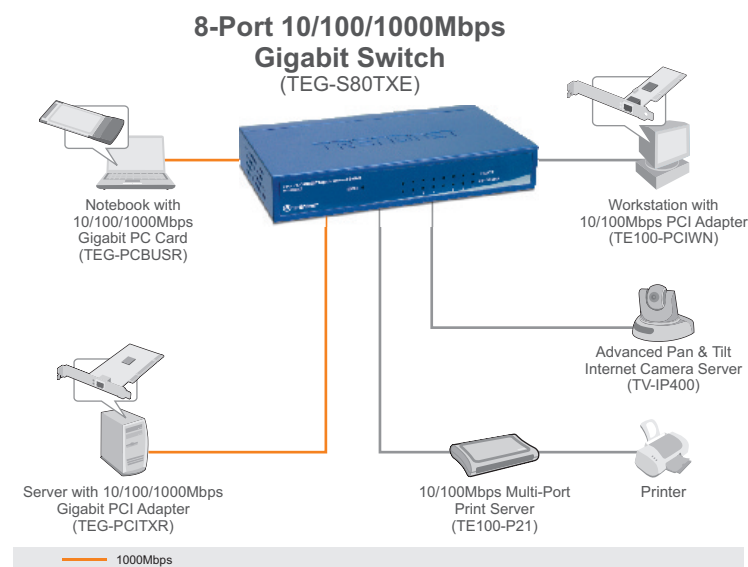 8-Port 10/100/1000Mbps
Gigabit Switch
(TEG-S80TXE)
TRENDNET
Notebook with
10/100/1000Mbps
Gigabit PC Card
(TEG-PCBUSR)
Workstation with
10/100Mbps PCI Adapter
(TE100-PCIWN)
Advanced Pan & Tilt
Internet Camera Server
(TV-IP400)
Server with 10/100/1000Mbps
Gigabit PCI Adapter
(TEG-PCITXR)
10/100Mbps Multi-Port
Print Server
(TE100-P21)
Printer
1000Mbps